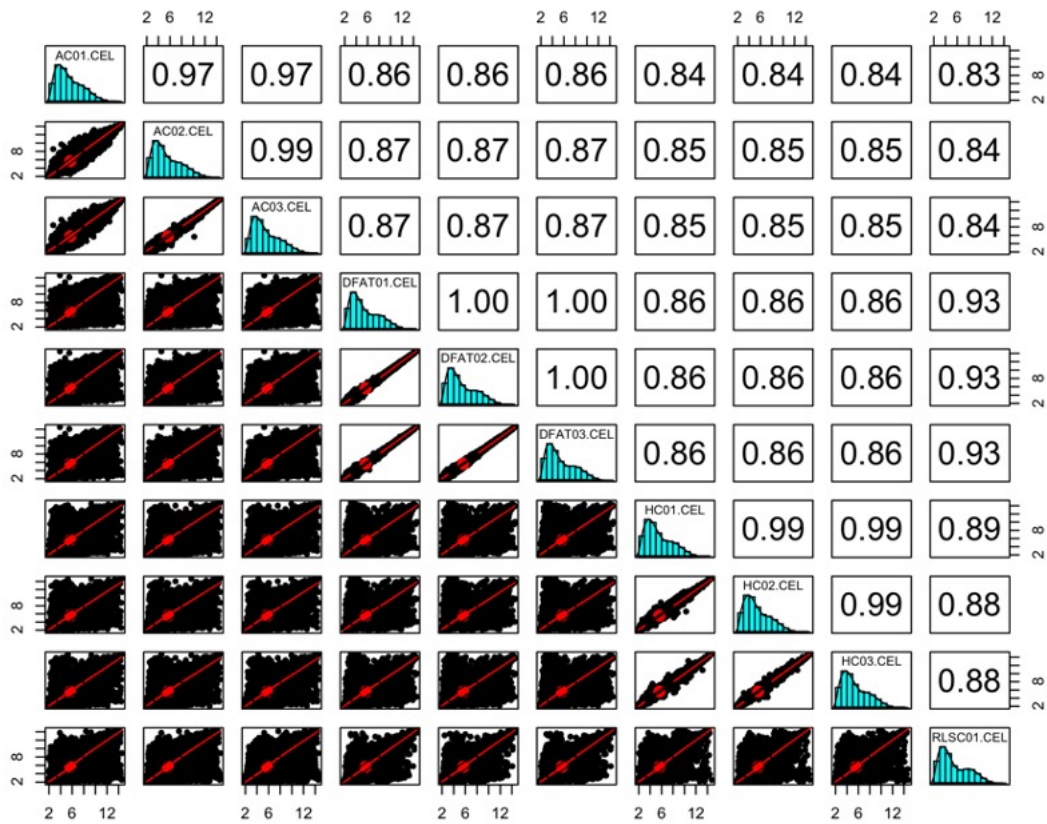 2 6 12 2 6 12 2 6 12 2 6 12 2 6 12
AC01.CEL 0.97 0.97 0.86 0.86 0.86 0.84 0.84 0.84 0.83 2 8
2 8 AC02.CEL 0.99 0.87 0.87 0.87 0.85 0.85 0.85 0.84
AC03.CEL 0.87 0.87 0.87 0.85 0.85 0.85 0.84 2 8
2 8 DFAT01.CEL 1.00 1.00 0.86 0.86 0.86 0.93
DFAT02.CEL 1.00 0.86 0.86 0.86 0.93 2 8
2 8 DFAT03.CEL 0.86 0.86 0.86 0.93
HC01.CEL 0.99 0.99 0.89 2 8
2 8 HC02.CEL 0.99 0.88
HC03.CEL 0.88 2 8
2 8 RLSC01.CEL
2 6 12 2 6 12 2 6 12 2 6 12 2 6 12